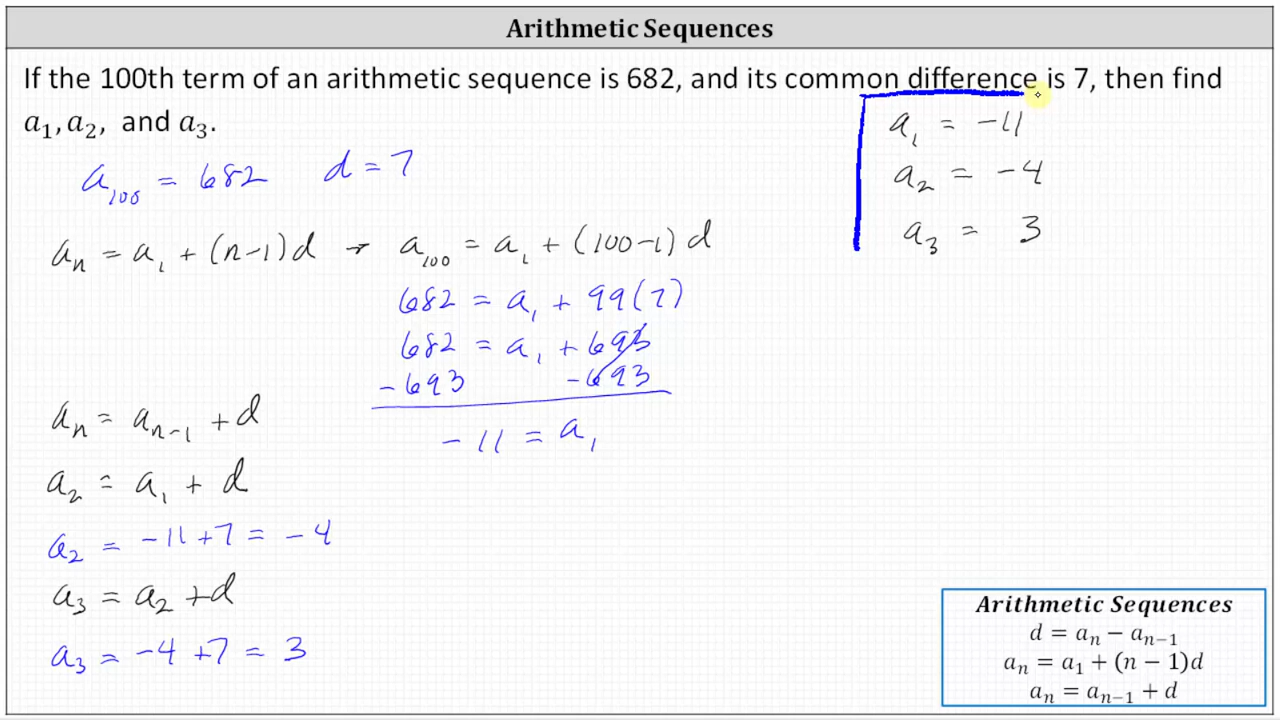 Arithmetic Sequences
If the 100th term of an arithmetic sequence is 682, and its common difference is 7, then find
a₁, a₂, and a₃.
a₁₀₀ = 682 d = 7
aₙ = a₁ + (n-1)d → a₁₀₀ = a₁ + (100-1)d
682 = a₁ + 99(7)
682 = a₁ + 693
-693 -693
-11 = a₁
aₙ = aₙ₋₁ + d
a₂ = a₁ + d
a₂ = -11 + 7 = -4
a₃ = a₂ + d
a₃ = -4 + 7 = 3
a₁ = -11
a₂ = -4
a₃ = 3
Arithmetic Sequences
d = aₙ − aₙ₋₁
aₙ = a₁ + (n − 1)d
aₙ = aₙ₋₁ + d